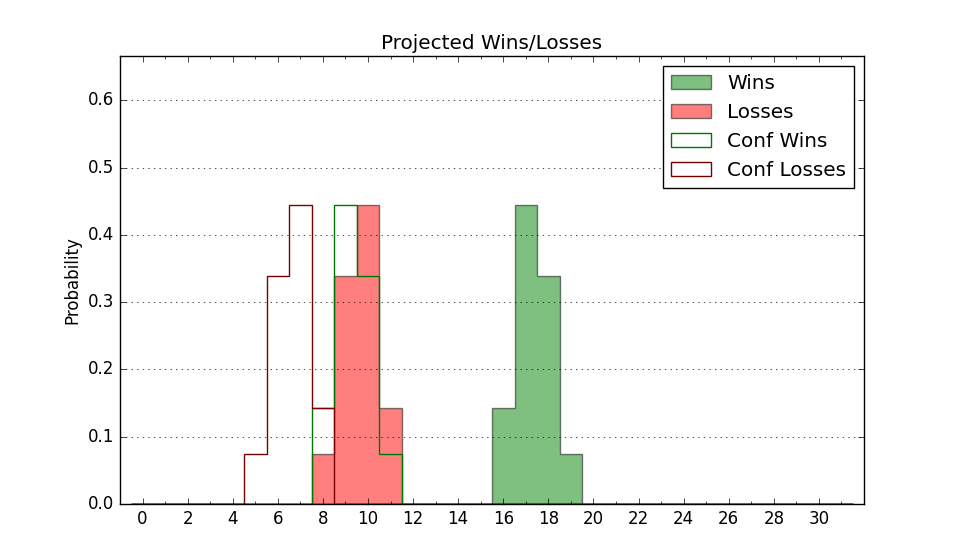 Projected Wins/Losses
Wins
Losses
Conf Wins
Conf Losses
Probability
0.6
0.5
0.4
0.3
0.2
0.1
0.0
0 2 4 6 8 10 12 14 16 18 20 22 24 26 28 30